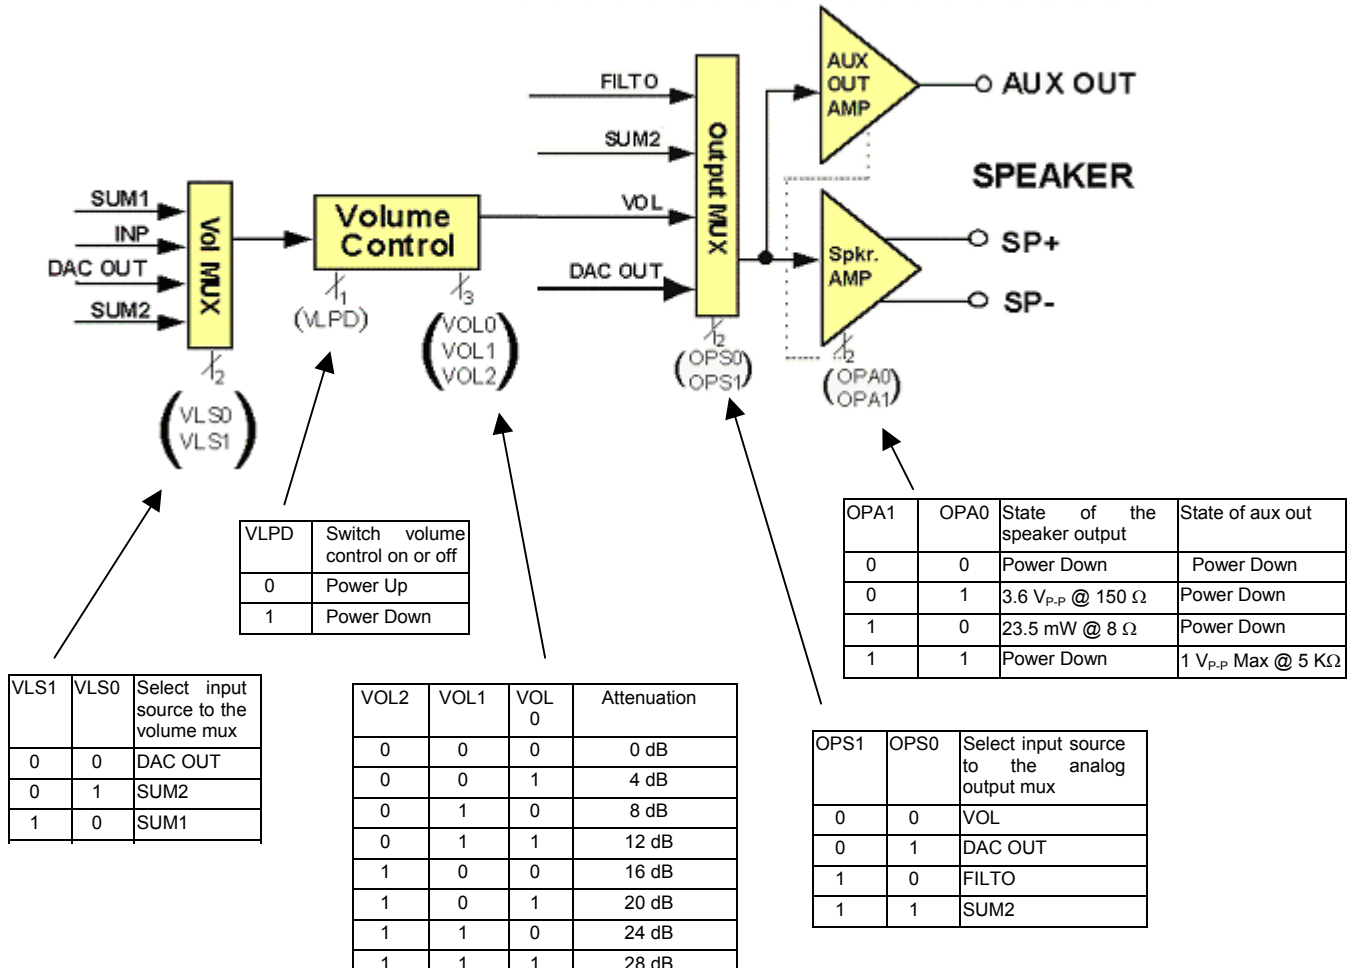 FILTO
SUM2
VOL
DAC OUT
Output MUX
AUX
OUT
AMP
AUX OUT
SPEAKER
Spkr.
AMP
SP+
SP-
SUM1
INP
DAC OUT
SUM2
Vol MUX
Volume
Control
1
(VLPD)
3
VOL0
VOL1
VOL2
2
(OPS0
OPS1)
2
(OPA0
OPA1)
2
(VLS0
VLS1)
VLPD Switch volume
control on or off
0 Power Up
1 Power Down
OPA1 OPA0 State of the State of aux out
speaker output
0 0 Power Down Power Down
0 1 3.6 VP-P @ 150 Ω Power Down
1 0 23.5 mW @ 8 Ω Power Down
1 1 Power Down 1 VP-P Max @ 5 KΩ
VLS1 VLS0 Select input
source to the
volume mux
0 0 DAC OUT
0 1 SUM2
1 0 SUM1
VOL2 VOL1 VOL Attenuation
0
0 0 0 0 dB
0 0 1 4 dB
0 1 0 8 dB
0 1 1 12 dB
1 0 0 16 dB
1 0 1 20 dB
1 1 0 24 dB
1 1 1 28 dB
OPS1 OPS0 Select input source
to the analog
output mux
0 0 VOL
0 1 DAC OUT
1 0 FILTO
1 1 SUM2